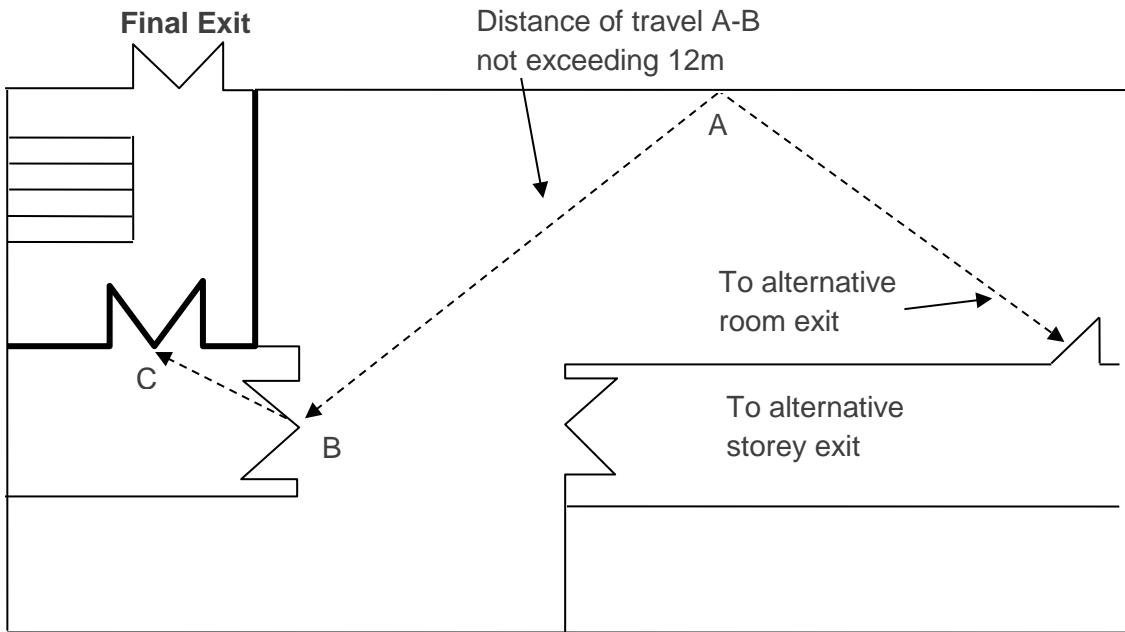 Final Exit
Distance of travel A-B
not exceeding 12m
A
To alternative
room exit
C
To alternative
storey exit
B